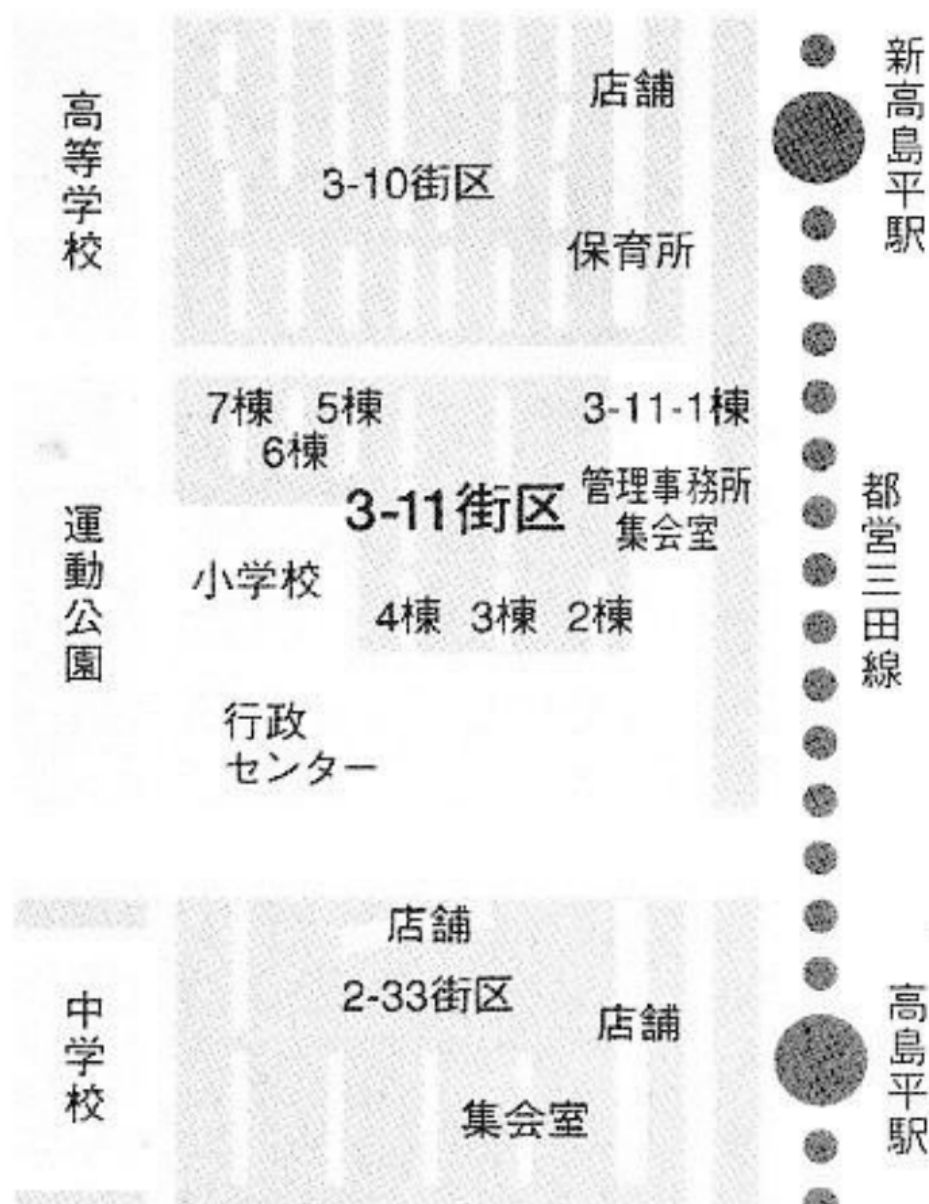 新高島平駅
店舗
高等学校
3-10街区
保育所
7棟 5棟 3-11-1棟
6棟
管理事務所
集会室
3-11街区
都営三田線
運動公園
小学校
4棟 3棟 2棟
行政
センター
店舗
2-33街区
店舗
中学校
高島平駅
集会室